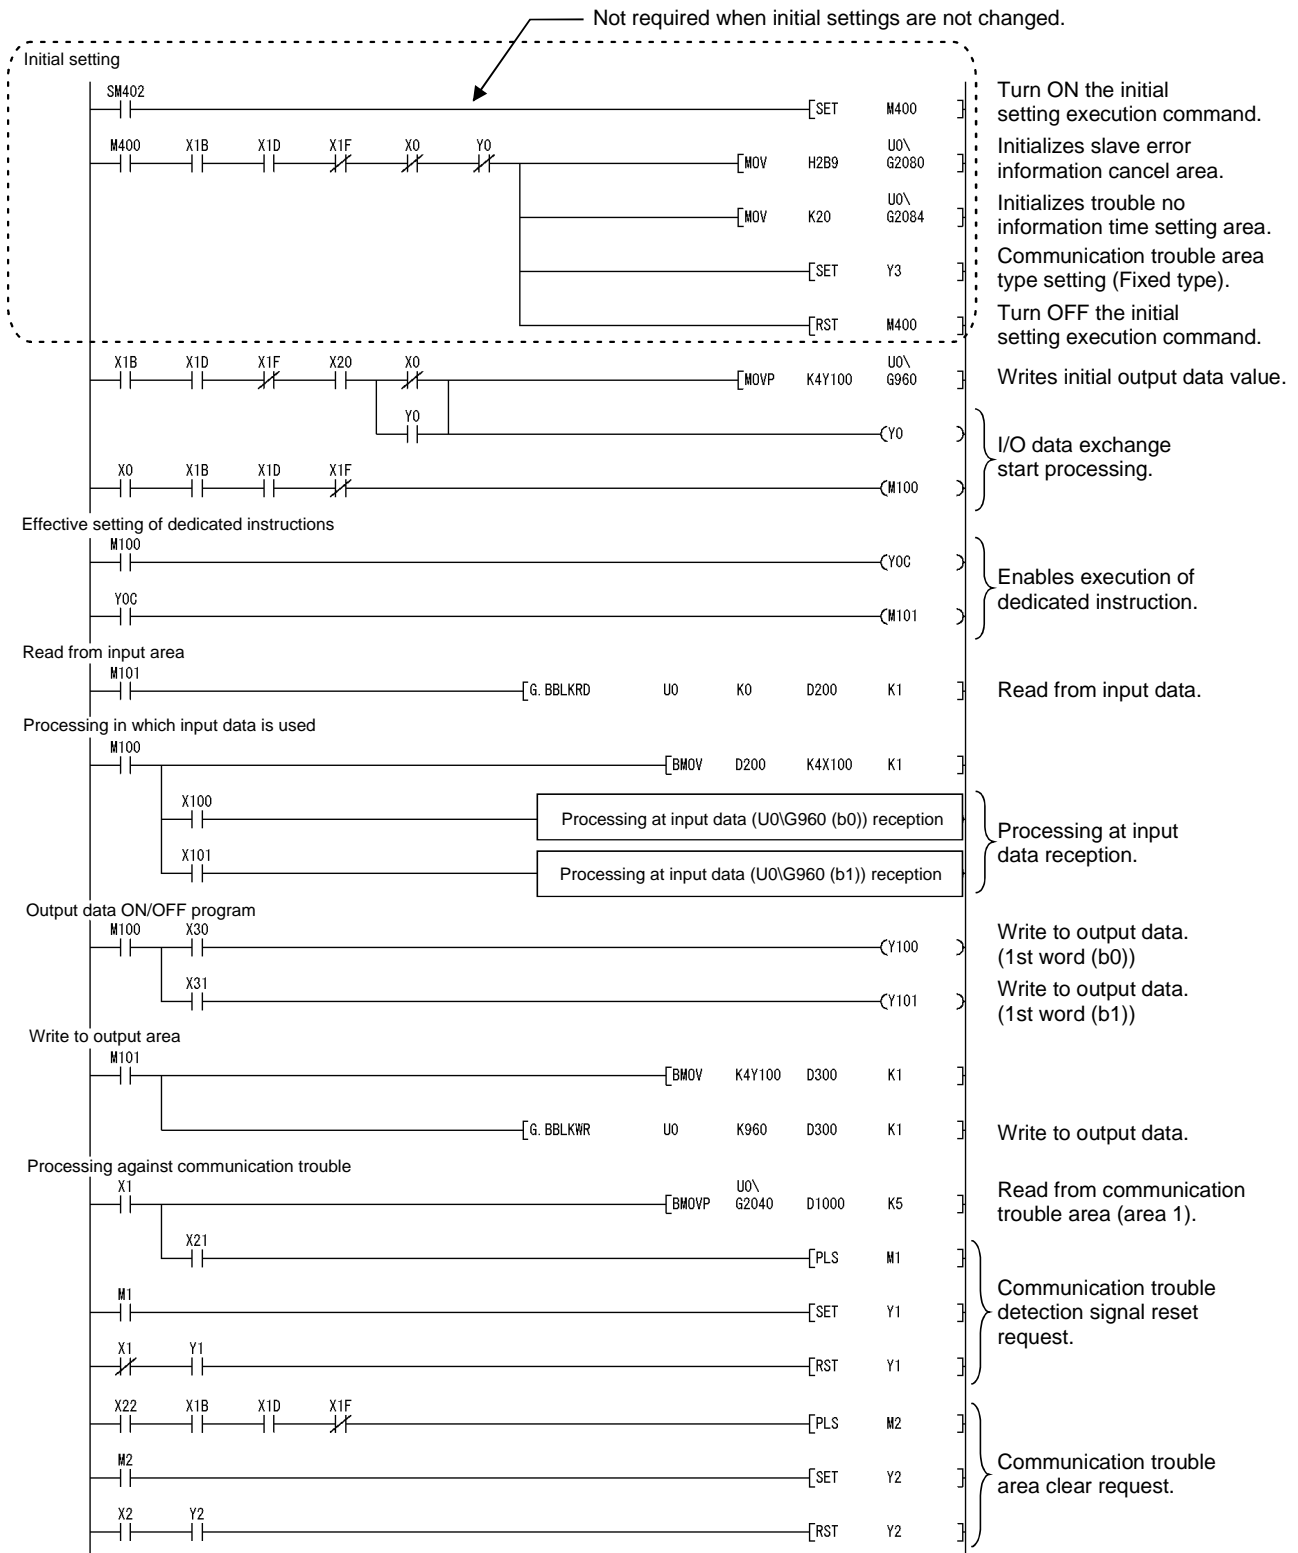 Not required when initial settings are not changed.
Initial setting
SM402
SET M400
Turn ON the initial
setting execution command.
M400 X1B X1D X1F X0 Y0
MOV H2B9 U0\
G2080
Initializes slave error
information cancel area.
MOV K20 U0\
G2084
Initializes trouble no
information time setting area.
SET Y3
Communication trouble area
type setting (Fixed type).
RST M400
Turn OFF the initial
setting execution command.
X1B X1D X1F X20 X0
MOVP K4Y100 U0\
G960
Writes initial output data value.
Y0
Y0
X0 X1B X1D X1F
M100
I/O data exchange
start processing.
Effective setting of dedicated instructions
M100
Y0C
Y0C
M101
Enables execution of
dedicated instruction.
Read from input area
M101
G.BBLKRD U0 K0 D200 K1
Read from input data.
Processing in which input data is used
M100
BMOV D200 K4X100 K1
X100
Processing at input data (U0\G960 (b0)) reception
X101
Processing at input data (U0\G960 (b1)) reception
Processing at input
data reception.
Output data ON/OFF program
M100 X30
Y100
Write to output data.
(1st word (b0))
X31
Y101
Write to output data.
(1st word (b1))
Write to output area
M101
BMOV K4Y100 D300 K1
G.BBLKWR U0 K960 D300 K1
Write to output data.
Processing against communication trouble
X1
BMOVP U0\
G2040 D1000 K5
Read from communication
trouble area (area 1).
X21
PLS M1
M1
SET Y1
X1 Y1
RST Y1
Communication trouble
detection signal reset
request.
X22 X1B X1D X1F
PLS M2
M2
SET Y2
X2 Y2
RST Y2
Communication trouble
area clear request.